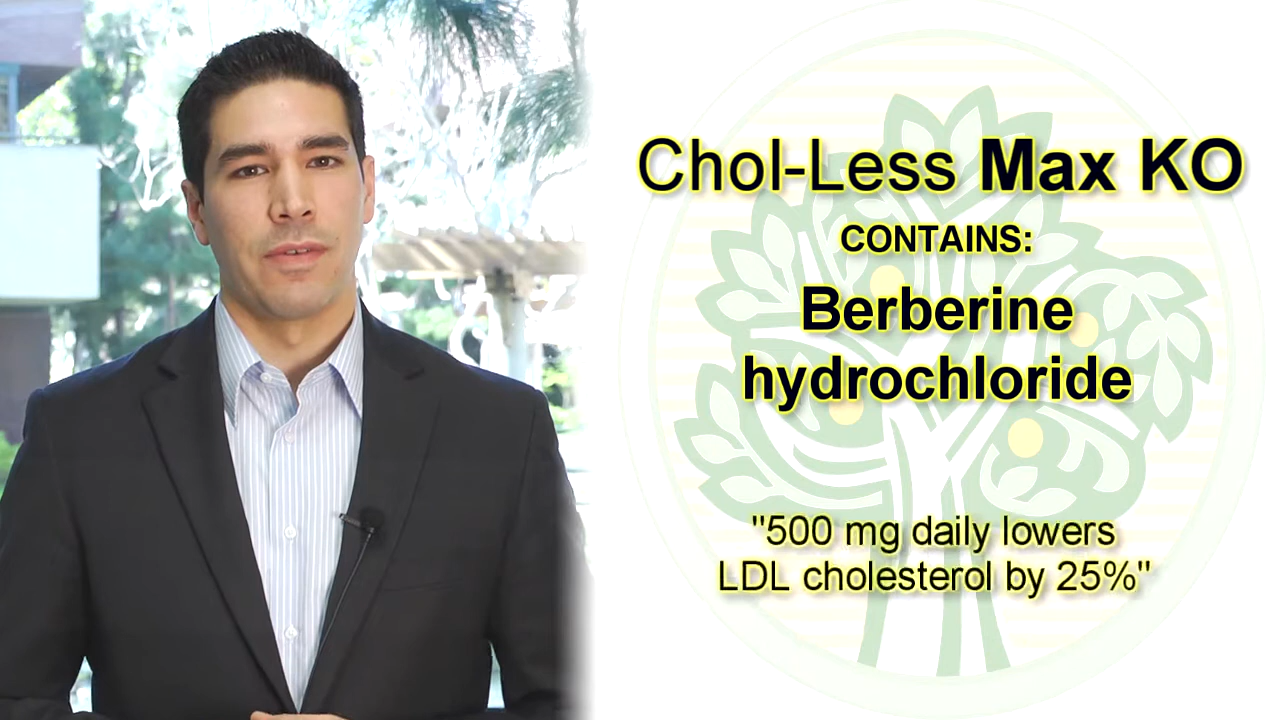 Chol-Less Max KO
CONTAINS:
Berberine
hydrochloride
"500 mg daily lowers
LDL cholesterol by 25%"